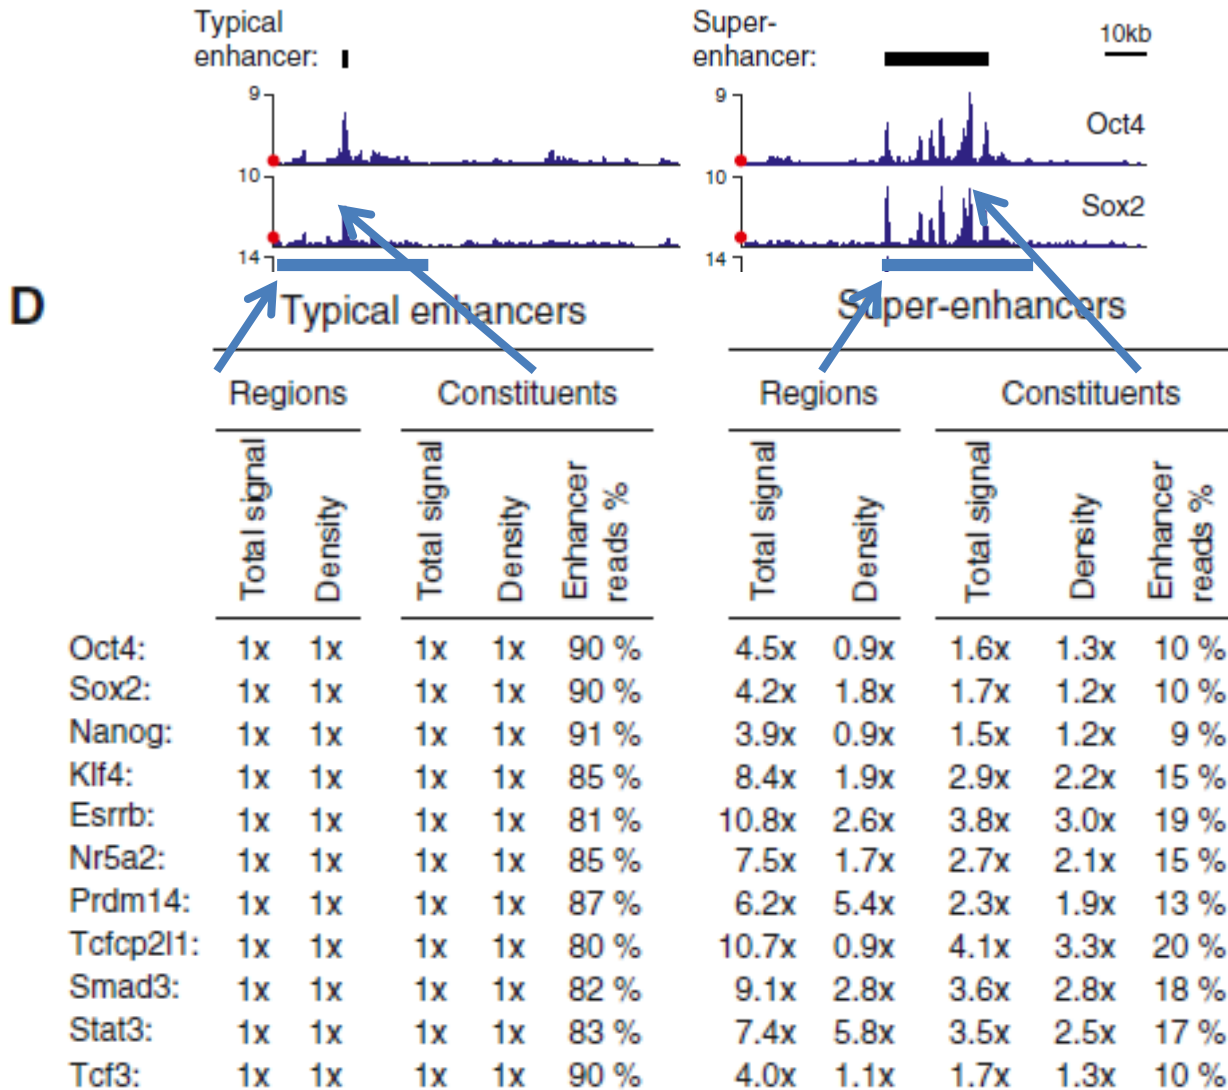 Typical enhancer:
Super-enhancer:
10kb
9
9
Oct4
10
10
Sox2
14
14
D
Typical enhancers
Super-enhancers
Regions
Constituents
Regions
Constituents
Total signal
Density
Total signal
Density
Enhancer reads %
Total signal
Density
Total signal
Density
Enhancer reads %
Oct4: 1x 1x 1x 1x 90 % 4.5x 0.9x 1.6x 1.3x 10 %
Sox2: 1x 1x 1x 1x 90 % 4.2x 1.8x 1.7x 1.2x 10 %
Nanog: 1x 1x 1x 1x 91 % 3.9x 0.9x 1.5x 1.2x 9 %
Klf4: 1x 1x 1x 1x 85 % 8.4x 1.9x 2.9x 2.2x 15 %
Esrrb: 1x 1x 1x 1x 81 % 10.8x 2.6x 3.8x 3.0x 19 %
Nr5a2: 1x 1x 1x 1x 85 % 7.5x 1.7x 2.7x 2.1x 15 %
Prdm14: 1x 1x 1x 1x 87 % 6.2x 5.4x 2.3x 1.9x 13 %
Tcfcp2l1: 1x 1x 1x 1x 80 % 10.7x 0.9x 4.1x 3.3x 20 %
Smad3: 1x 1x 1x 1x 82 % 9.1x 2.8x 3.6x 2.8x 18 %
Stat3: 1x 1x 1x 1x 83 % 7.4x 5.8x 3.5x 2.5x 17 %
Tcf3: 1x 1x 1x 1x 90 % 4.0x 1.1x 1.7x 1.3x 10 %